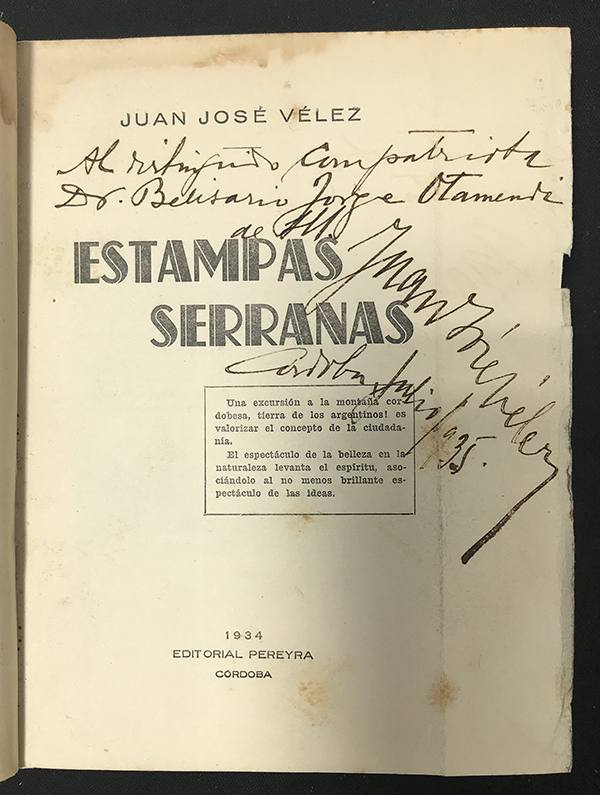 JUAN JOSÉ VÉLEZ
Al distinguido compatriota
Dr. Belisario Jorge Otamendi
de
ESTAMPAS
SERRANAS
Juan José Vélez
Córdoba, Julio 935.
Una excursión a la montaña cor-
dobesa, tierra de los argentinos! es
valorizar el concepto de la ciudada-
nía.
El espectáculo de la belleza en la
naturaleza levanta el espíritu, aso-
ciándolo al no menos brillante es-
pectáculo de las ideas.
1934
EDITORIAL PEREYRA
CÓRDOBA